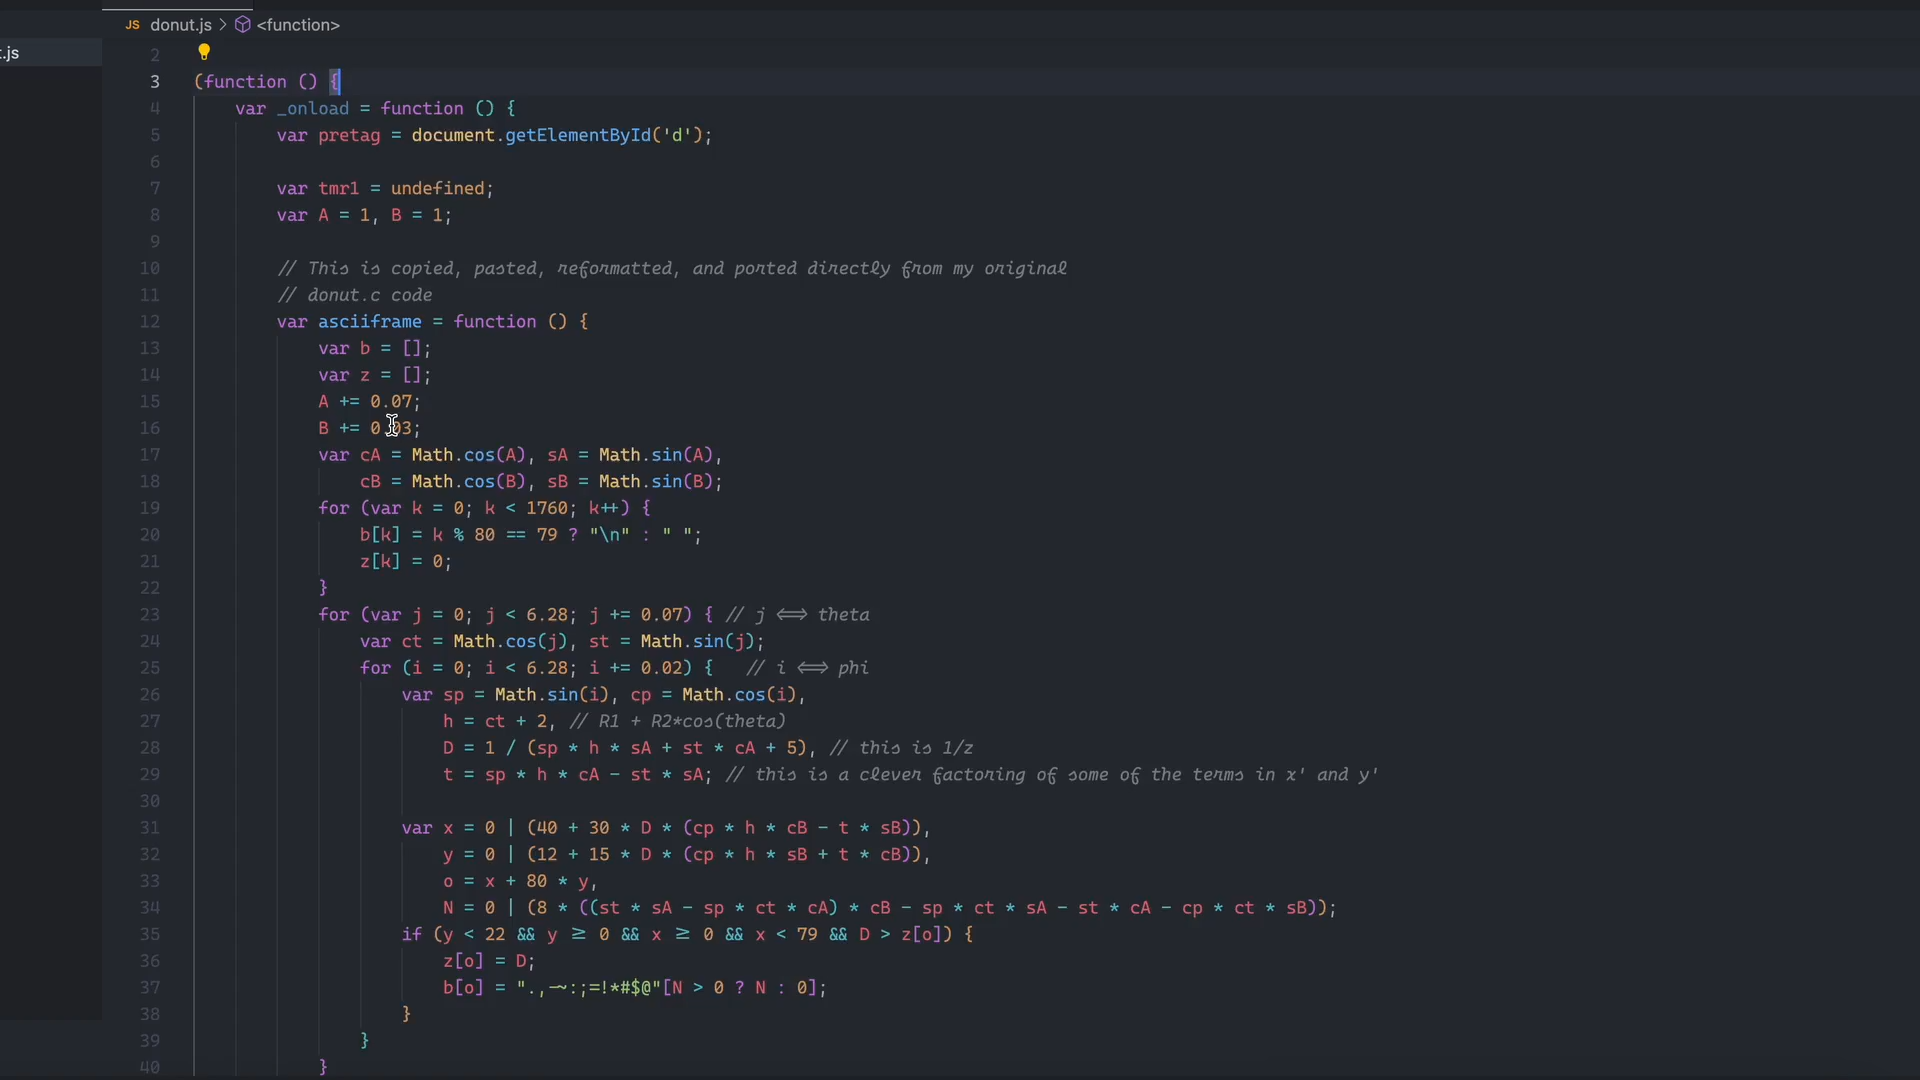 JS donut.js > <function>
t.js
2
3 (function () {
4 var _onload = function () {
5 var pretag = document.getElementById('d');
6
7 var tmr1 = undefined;
8 var A = 1, B = 1;
9
10 // This is copied, pasted, reformatted, and ported directly from my original
11 // donut.c code
12 var asciiframe = function () {
13 var b = [];
14 var z = [];
15 A += 0.07;
16 B += 0.03;
17 var cA = Math.cos(A), sA = Math.sin(A),
18 cB = Math.cos(B), sB = Math.sin(B);
19 for (var k = 0; k < 1760; k++) {
20 b[k] = k % 80 == 79 ? "\n" : " ";
21 z[k] = 0;
22 }
23 for (var j = 0; j < 6.28; j += 0.07) { // j <=> theta
24 var ct = Math.cos(j), st = Math.sin(j);
25 for (i = 0; i < 6.28; i += 0.02) { // i <=> phi
26 var sp = Math.sin(i), cp = Math.cos(i),
27 h = ct + 2, // R1 + R2*cos(theta)
28 D = 1 / (sp * h * sA + st * cA + 5), // this is 1/z
29 t = sp * h * cA - st * sA; // this is a clever factoring of some of the terms in x' and y'
30
31 var x = 0 | (40 + 30 * D * (cp * h * cB - t * sB)),
32 y = 0 | (12 + 15 * D * (cp * h * sB + t * cB)),
33 o = x + 80 * y,
34 N = 0 | (8 * ((st * sA - sp * ct * cA) * cB - sp * ct * sA - st * cA - cp * ct * sB));
35 if (y < 22 && y >= 0 && x >= 0 && x < 79 && D > z[o]) {
36 z[o] = D;
37 b[o] = ".,-~:;=!*#$@"[N > 0 ? N : 0];
38 }
39 }
40 }